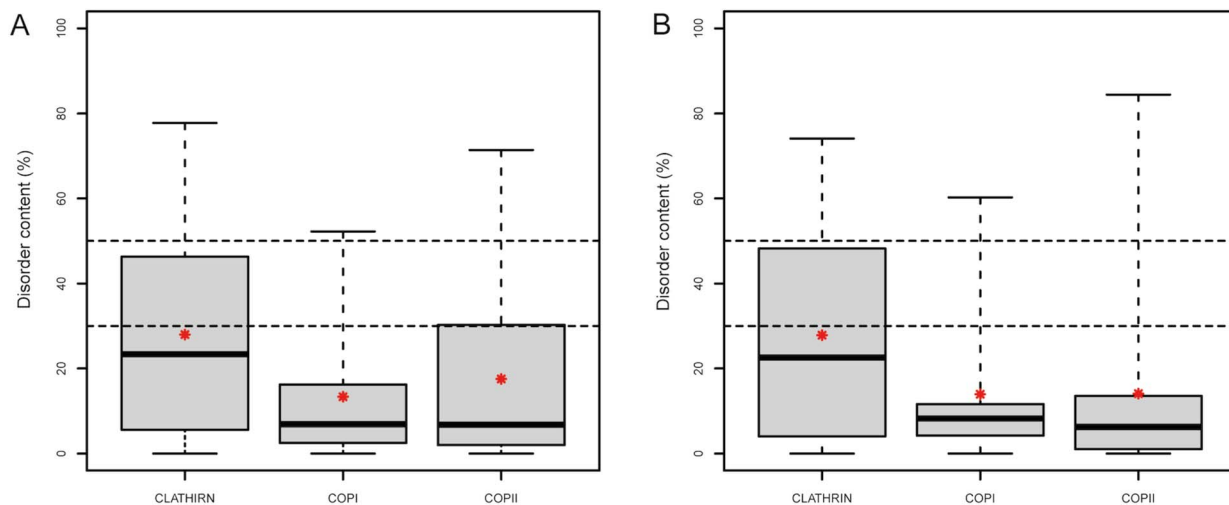 A
Disorder content (%)
100
80
60
40
20
0
CLATHIRN
COPI
COPII
B
Disorder content (%)
100
80
60
40
20
0
CLATHRIN
COPI
COPII